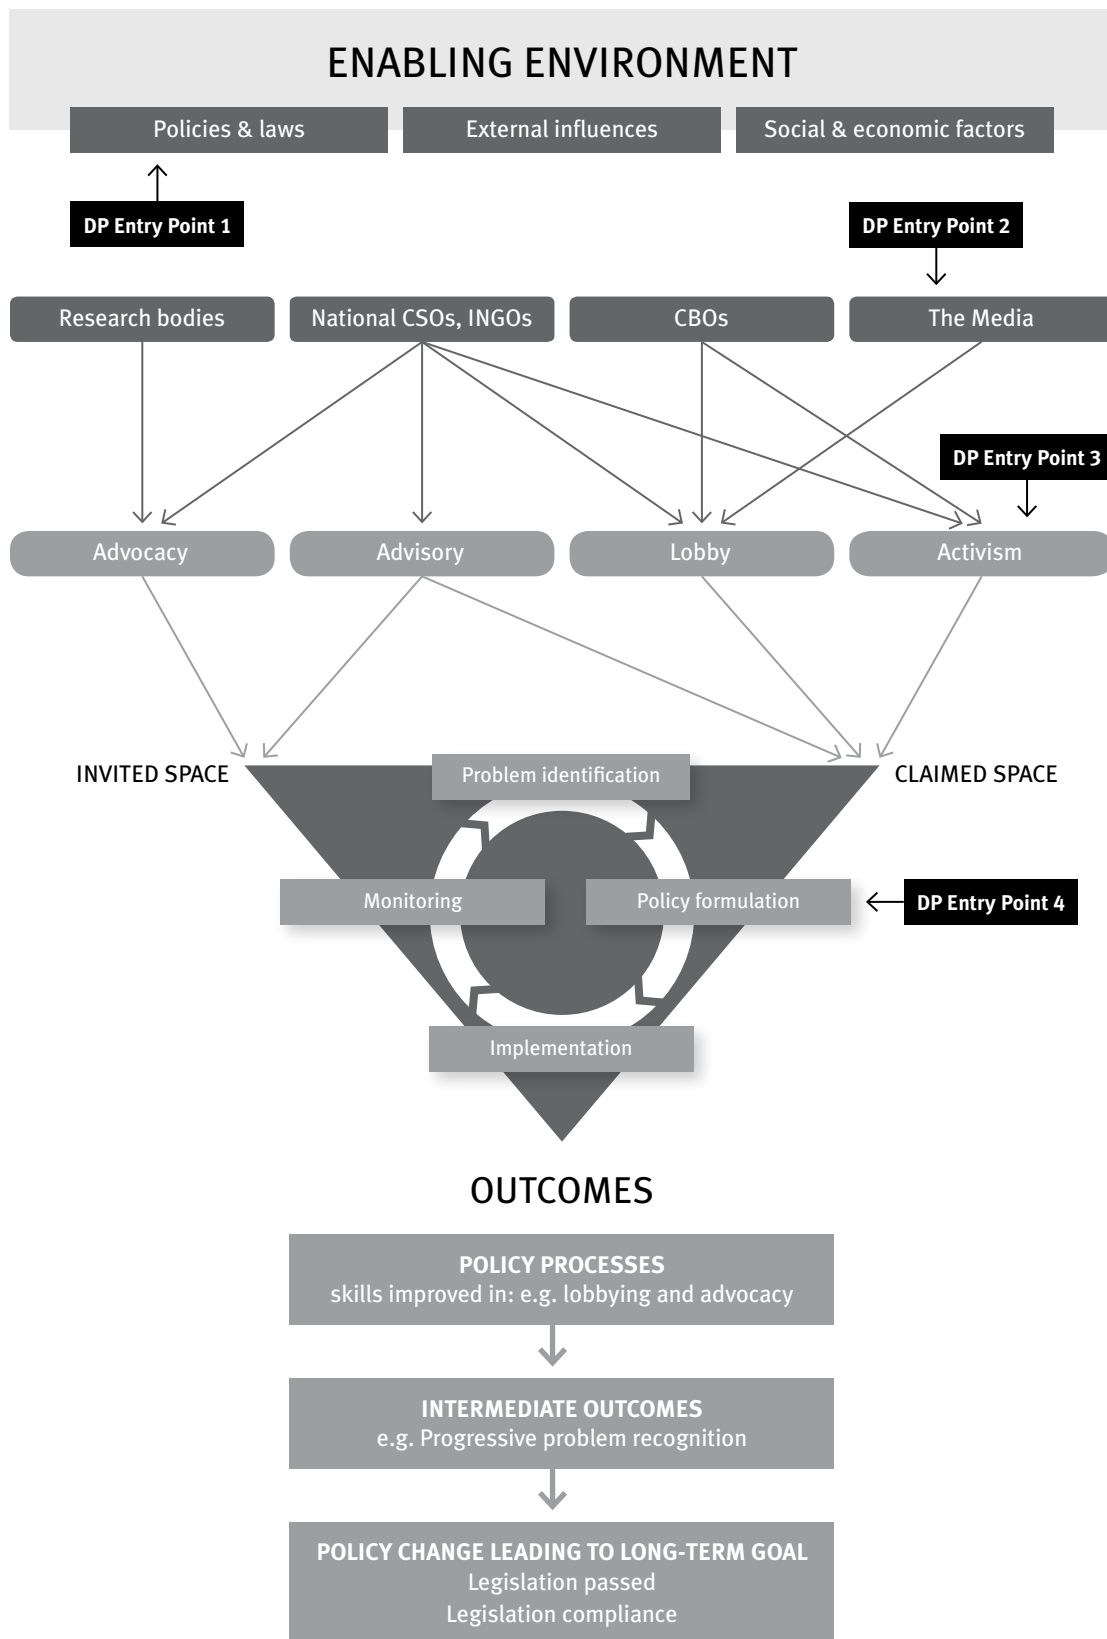 ENABLING ENVIRONMENT
Policies & laws
External influences
Social & economic factors
DP Entry Point 1
DP Entry Point 2
Research bodies
National CSOs, INGOs
CBOs
The Media
DP Entry Point 3
Advocacy
Advisory
Lobby
Activism
INVITED SPACE
Problem identification
CLAIMED SPACE
Monitoring
Policy formulation
DP Entry Point 4
Implementation
OUTCOMES
POLICY PROCESSES
skills improved in: e.g. lobbying and advocacy
INTERMEDIATE OUTCOMES
e.g. Progressive problem recognition
POLICY CHANGE LEADING TO LONG-TERM GOAL
Legislation passed
Legislation compliance